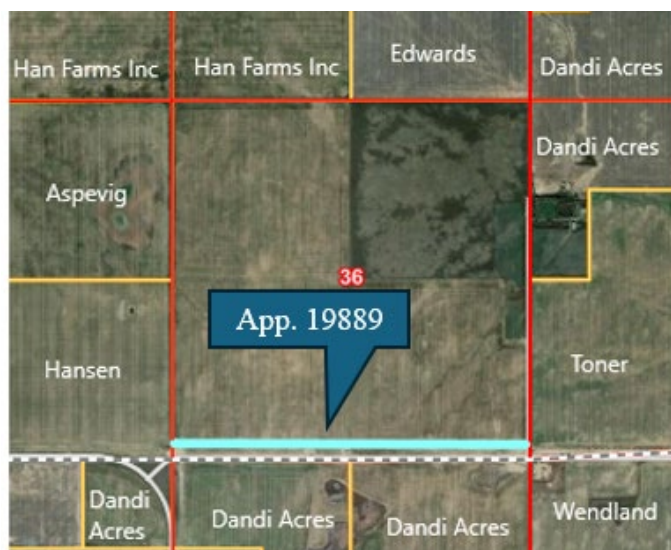 Han Farms Inc
Han Farms Inc
Edwards
Dandi Acres
Aspevig
Dandi Acres
36
App. 19889
Hansen
Toner
Dandi
Acres
Dandi Acres
Dandi Acres
Wendland